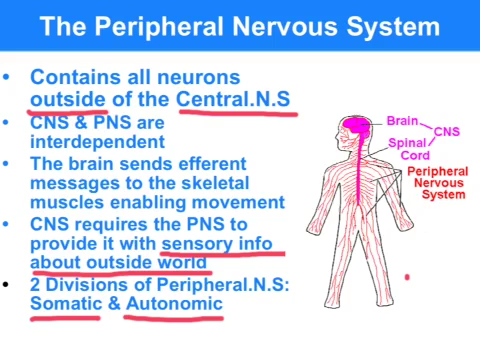 The Peripheral Nervous System
• Contains all neurons
outside of the Central.N.S
• CNS & PNS are
interdependent
• The brain sends efferent
messages to the skeletal
muscles enabling movement
• CNS requires the PNS to
provide it with sensory info
about outside world
• 2 Divisions of Peripheral.N.S:
Somatic & Autonomic
Brain
CNS
Spinal
Cord
Peripheral
Nervous
System